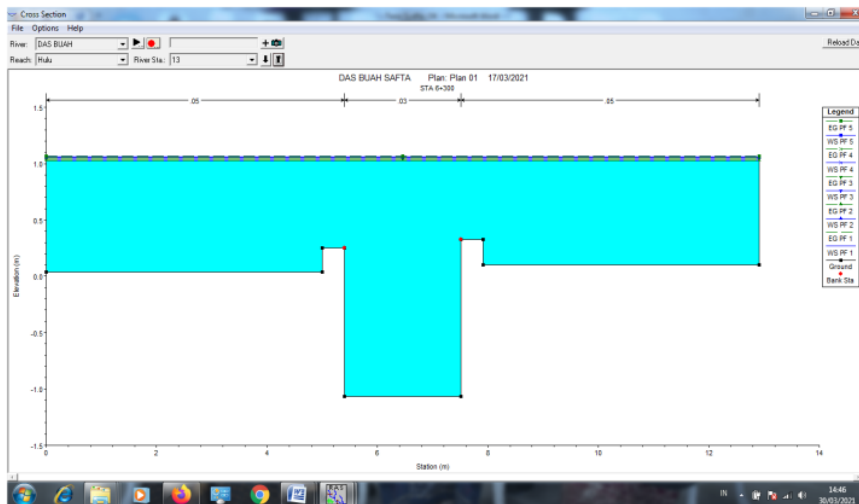 Cross Section
File Options Help
River: DAS BUAH
Reload Da
Reach: Hulu River Sta.: 13
DAS BUAH SAFTA Plan: Plan 01 17/03/2021
STA 6+300
.05 .03 .05
Legend
EG PF 5
WS PF 5
EG PF 4
WS PF 4
EG PF 3
WS PF 3
EG PF 2
WS PF 2
EG PF 1
WS PF 1
Ground
Bank Sta
1.5
1.0
0.5
0.0
-0.5
-1.0
-1.5
Elevation (m)
0 2 4 6 8 10 12 14
Station (m)
IN 14:46
30/03/2021